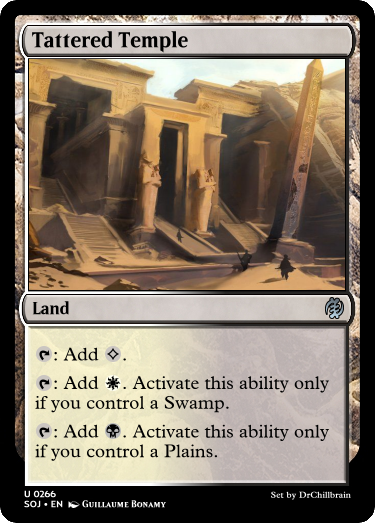 Tattered Temple
Land
: Add .
: Add . Activate this ability only
if you control a Swamp.
: Add . Activate this ability only
if you control a Plains.
U 0266
SOJ • EN Guillaume Bonamy
Set by DrChillbrain